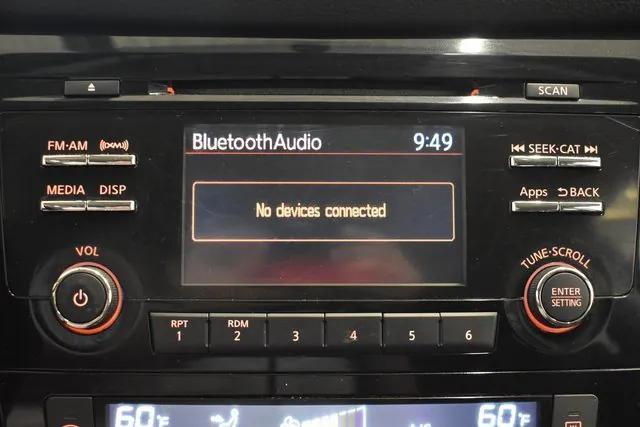 SCAN
FM·AM
((XM))
SEEK·CAT
MEDIA
DISP
Apps
BACK
BluetoothAudio 9:49
No devices connected
VOL
TUNE·SCROLL
ENTER
SETTING
RPT
1
RDM
2
3
4
5
6
60°F
60°F